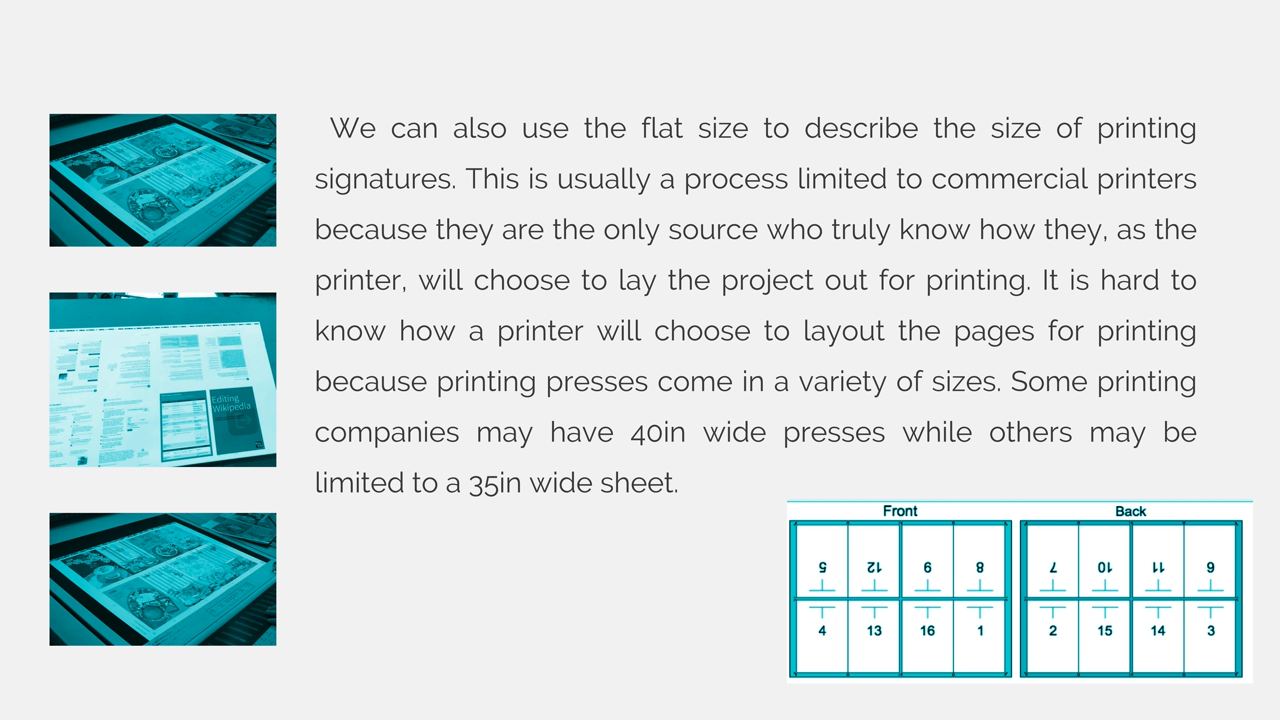 We can also use the flat size to describe the size of printing
signatures. This is usually a process limited to commercial printers
because they are the only source who truly know how they, as the
printer, will choose to lay the project out for printing. It is hard to
know how a printer will choose to layout the pages for printing
because printing presses come in a variety of sizes. Some printing
companies may have 40in wide presses while others may be
limited to a 35in wide sheet.
Editing
Wikipedia
Front
5 12 9 8
4 13 16 1
Back
7 10 11 6
2 15 14 3